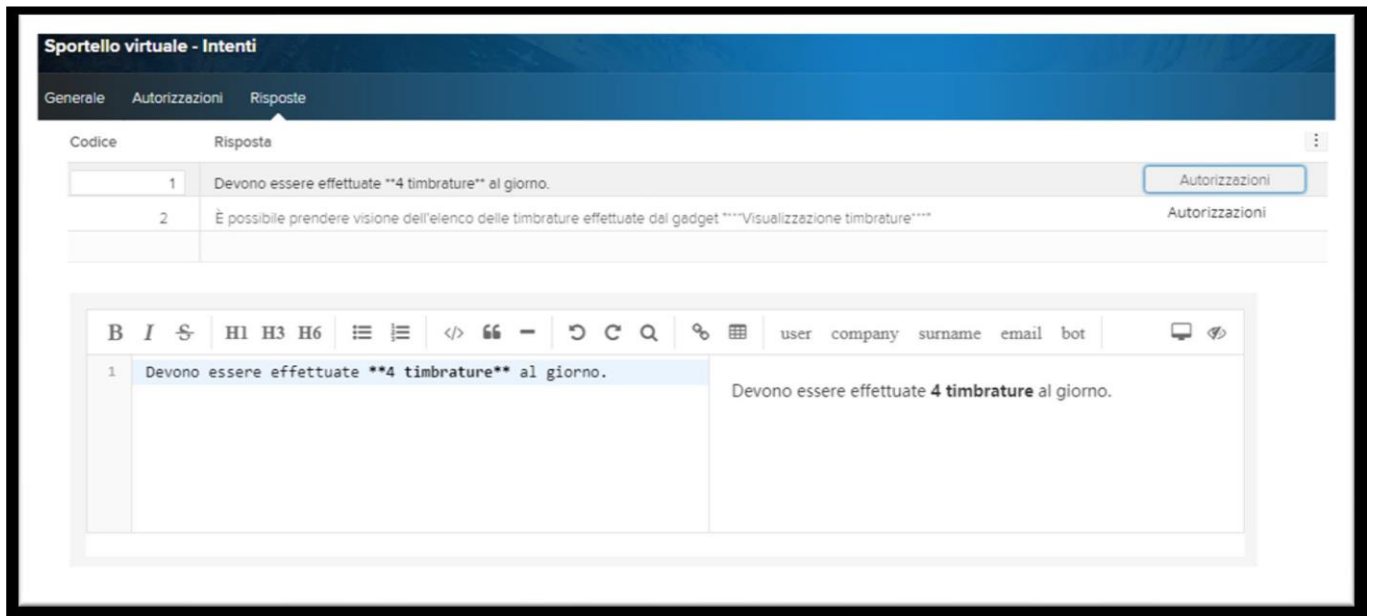 Sportello virtuale - Intenti
Generale Autorizzazioni Risposte
Codice Risposta
1 Devono essere effettuate **4 timbrature** al giorno. Autorizzazioni
2 È possibile prendere visione dell'elenco delle timbrature effettuate dal gadget "***Visualizzazione timbrature***" Autorizzazioni
B I S H1 H3 H6 </> user company surname email bot
1 Devono essere effettuate **4 timbrature** al giorno.
Devono essere effettuate 4 timbrature al giorno.